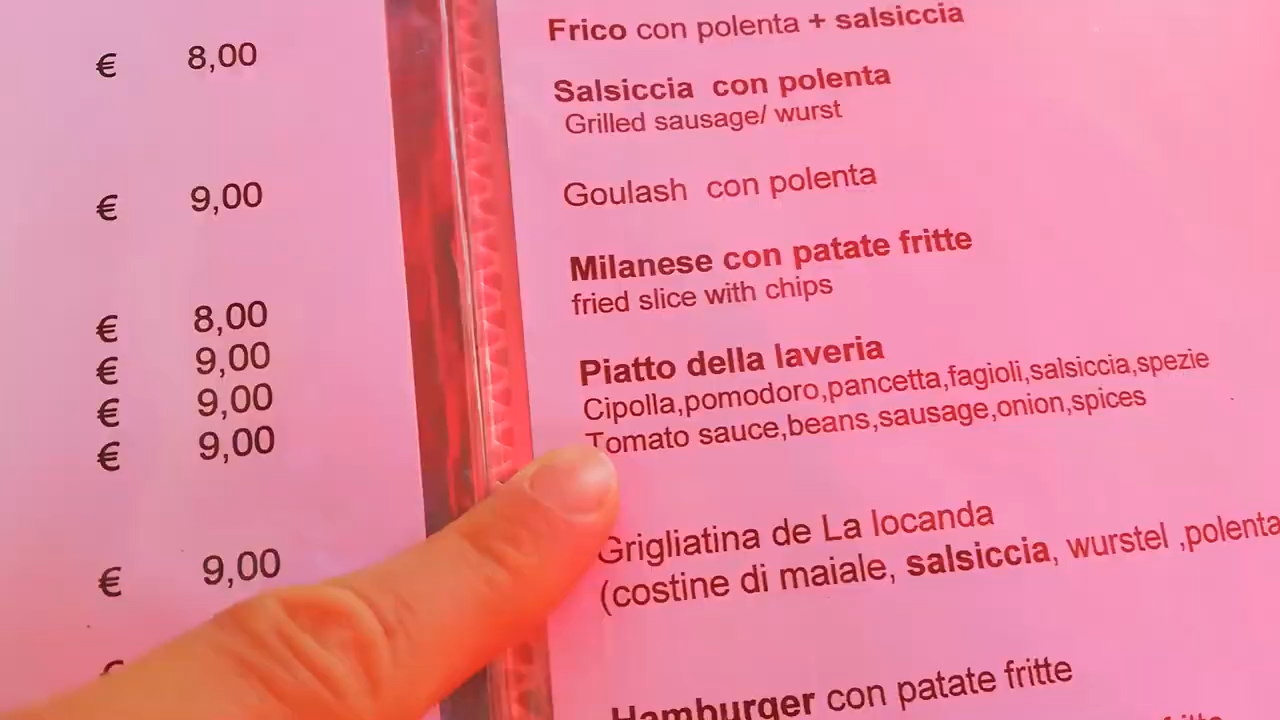 € 8,00
€ 9,00
€ 8,00
€ 9,00
€ 9,00
€ 9,00
€ 9,00
Frico con polenta + salsiccia
Salsiccia con polenta
Grilled sausage/ wurst
Goulash con polenta
Milanese con patate fritte
fried slice with chips
Piatto della laveria
Cipolla,pomodoro,pancetta,fagioli,salsiccia,spezie
Tomato sauce,beans,sausage,onion,spices
Grigliatina de La locanda
(costine di maiale, salsiccia, wurstel ,polenta
Hamburger con patate fritte